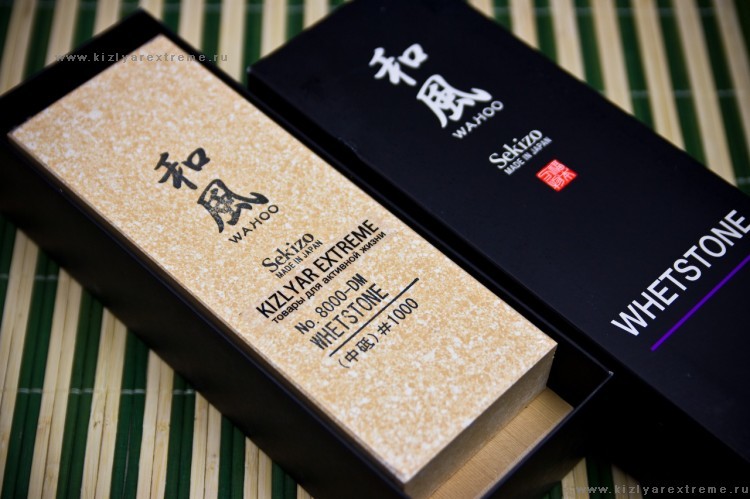 www.kizlyarextreme.ru
和風
WAHOO
Sekizo
MADE IN JAPAN
KIZLYAR EXTREME
товары для активной жизни
No. 8000-DM
WHETSTONE
(中砥) #1000
和風
WAHOO
Sekizo
MADE IN JAPAN
WHETSTONE
www.kizlyarextreme.ru